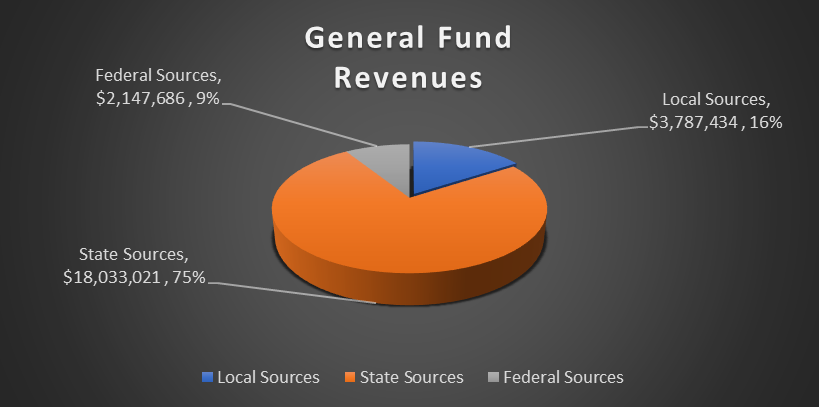 General Fund
Revenues
Federal Sources,
$2,147,686 , 9%
Local Sources,
$3,787,434 , 16%
State Sources,
$18,033,021 , 75%
Local Sources
State Sources
Federal Sources